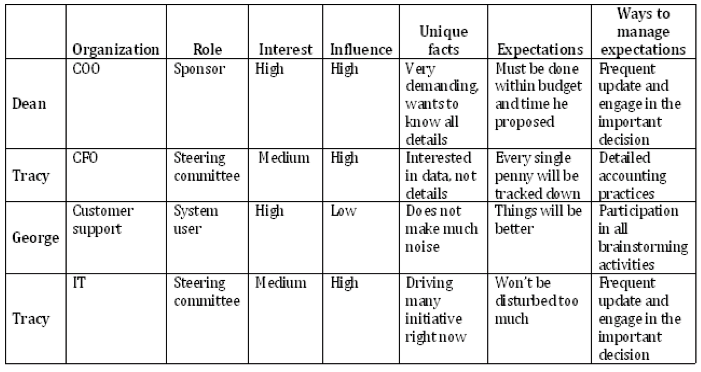 Organization Role Interest Influence Unique facts Expectations Ways to manage expectations
Dean COO Sponsor High High Very demanding, wants to know all details Must be done within budget and time he proposed Frequent update and engage in the important decision
Tracy CFO Steering committee Medium High Interested in data, not details Every single penny will be tracked down Detailed accounting practices
George Customer support System user High Low Does not make much noise Things will be better Participation in all brainstorming activities
Tracy IT Steering committee Medium High Driving many initiative right now Won't be disturbed too much Frequent update and engage in the important decision